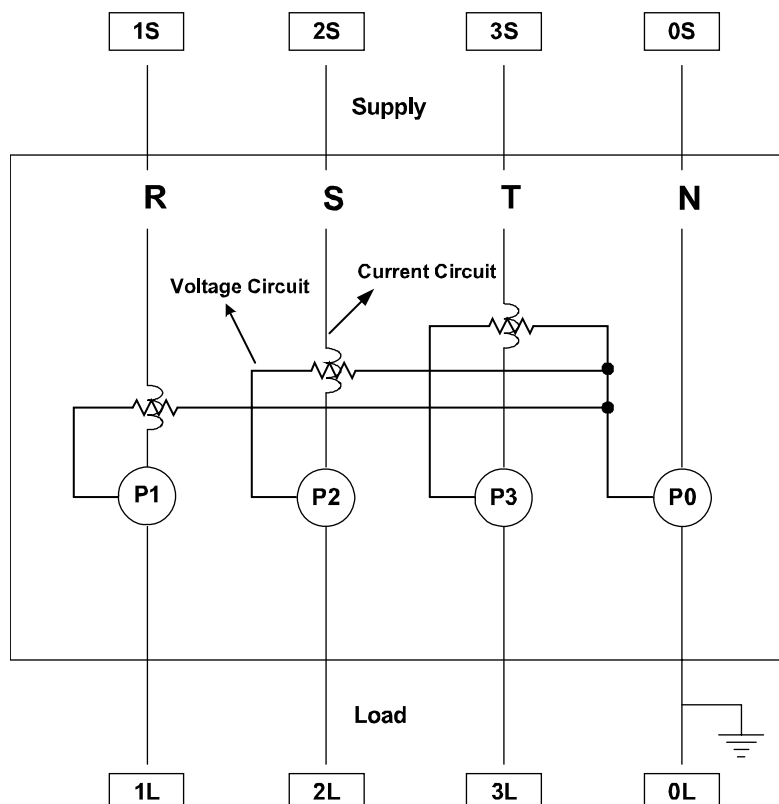 1S 2S 3S 0S
Supply
R S T N
Voltage Circuit
Current Circuit
P1 P2 P3 P0
Load
1L 2L 3L 0L